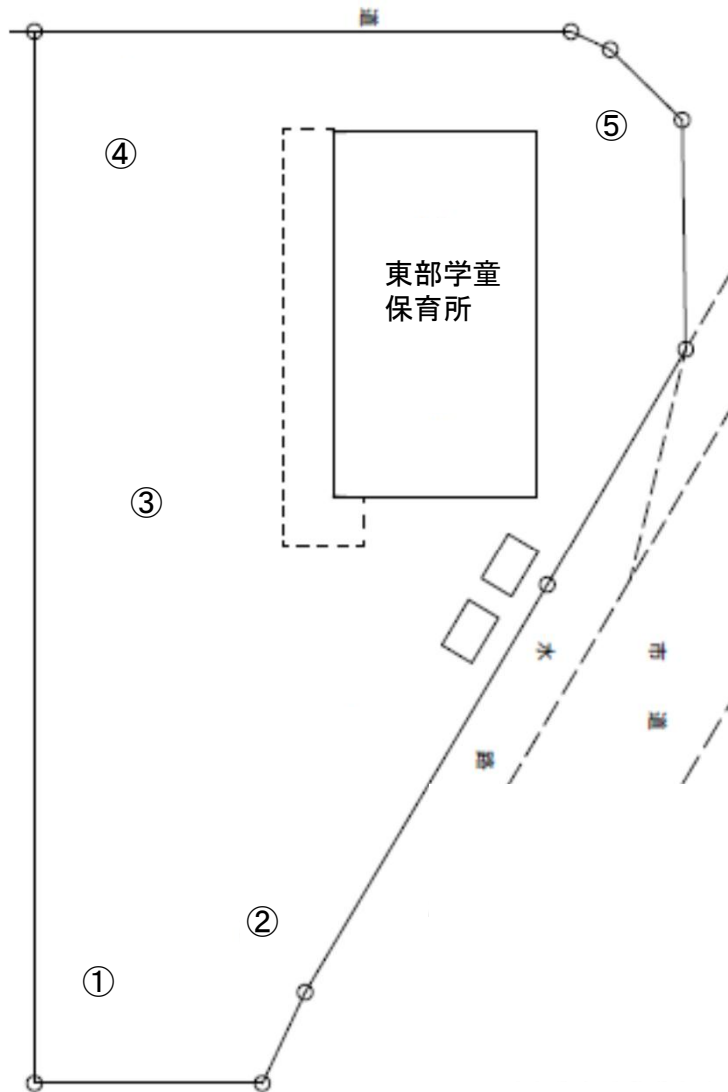 道
④
⑤
東部学童
保育所
③
水
路
市
道
②
①